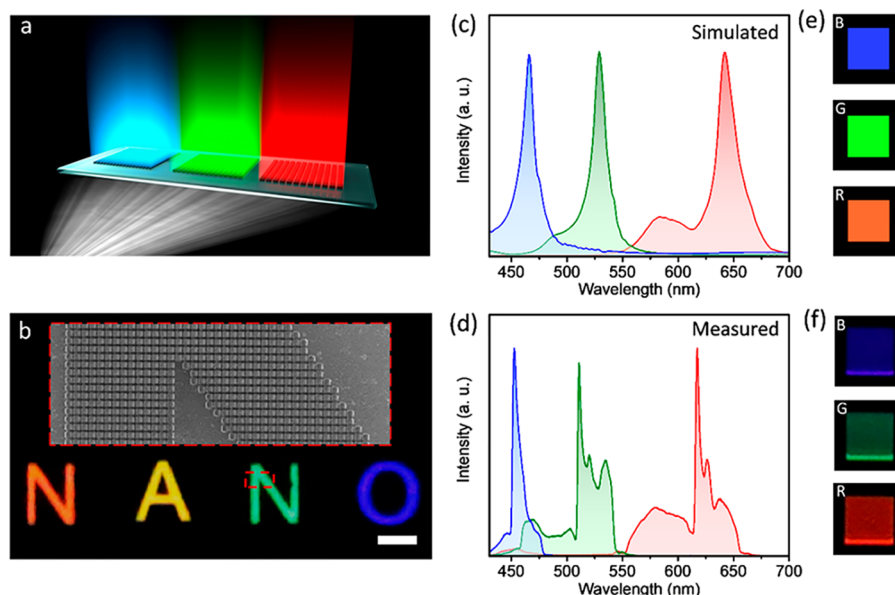 a
b
N A N O
(c)
Simulated
Intensity (a. u.)
450 500 550 600 650 700
Wavelength (nm)
(d)
Measured
Intensity (a. u.)
450 500 550 600 650 700
Wavelength (nm)
(e)
B
G
R
(f)
B
G
R